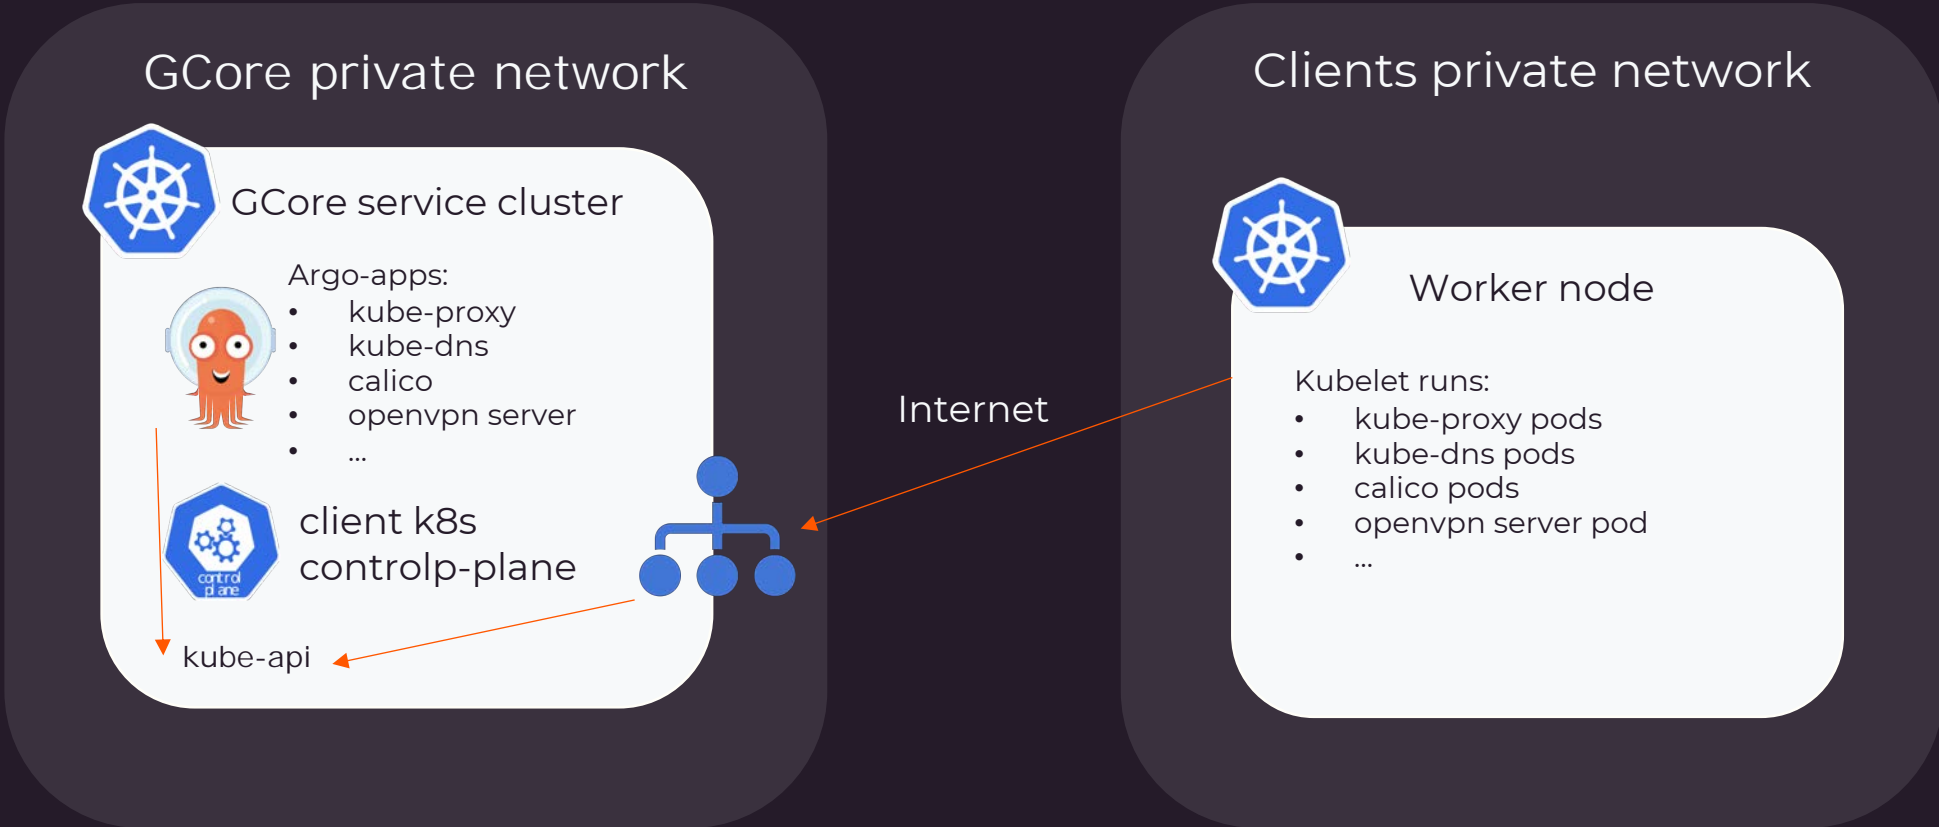 GCore private network
GCore service cluster
Argo-apps:
• kube-proxy
• kube-dns
• calico
• openvpn server
• ...
client k8s
controlp-plane
control
plane
kube-api
Internet
Clients private network
Worker node
Kubelet runs:
• kube-proxy pods
• kube-dns pods
• calico pods
• openvpn server pod
• ...